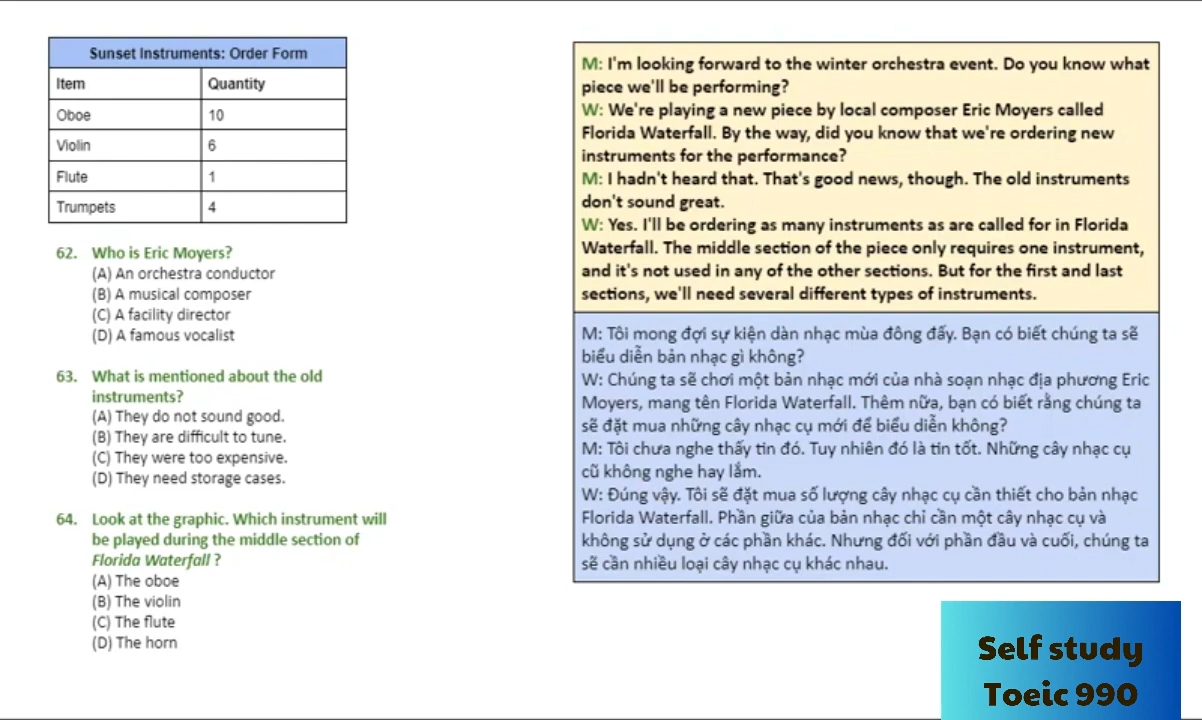 Sunset Instruments: Order Form
Item Quantity
Oboe 10
Violin 6
Flute 1
Trumpets 4
62. Who is Eric Moyers?
(A) An orchestra conductor
(B) A musical composer
(C) A facility director
(D) A famous vocalist
63. What is mentioned about the old
instruments?
(A) They do not sound good.
(B) They are difficult to tune.
(C) They were too expensive.
(D) They need storage cases.
64. Look at the graphic. Which instrument will
be played during the middle section of
Florida Waterfall ?
(A) The oboe
(B) The violin
(C) The flute
(D) The horn
M: I'm looking forward to the winter orchestra event. Do you know what
piece we'll be performing?
W: We're playing a new piece by local composer Eric Moyers called
Florida Waterfall. By the way, did you know that we're ordering new
instruments for the performance?
M: I hadn't heard that. That's good news, though. The old instruments
don't sound great.
W: Yes. I'll be ordering as many instruments as are called for in Florida
Waterfall. The middle section of the piece only requires one instrument,
and it's not used in any of the other sections. But for the first and last
sections, we'll need several different types of instruments.
M: Tôi mong đợi sự kiện dàn nhạc mùa đông đấy. Bạn có biết chúng ta sẽ
biểu diễn bản nhạc gì không?
W: Chúng ta sẽ chơi một bản nhạc mới của nhà soạn nhạc địa phương Eric
Moyers, mang tên Florida Waterfall. Thêm nữa, bạn có biết rằng chúng ta
sẽ đặt mua những cây nhạc cụ mới để biểu diễn không?
M: Tôi chưa nghe thấy tin đó. Tuy nhiên đó là tin tốt. Những cây nhạc cụ
cũ không nghe hay lắm.
W: Đúng vậy. Tôi sẽ đặt mua số lượng cây nhạc cụ cần thiết cho bản nhạc
Florida Waterfall. Phần giữa của bản nhạc chỉ cần một cây nhạc cụ và
không sử dụng ở các phần khác. Nhưng đối với phần đầu và cuối, chúng ta
sẽ cần nhiều loại cây nhạc cụ khác nhau.
Self study
Toeic 990